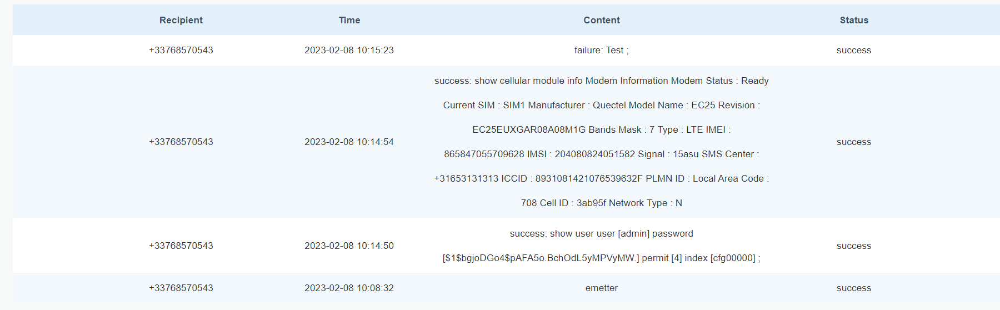 Recipient Time Content Status
+33768570543 2023-02-08 10:15:23 failure: Test ; success
success: show cellular module info Modem Information Modem Status : Ready
Current SIM : SIM1 Manufacturer : Quectel Model Name : EC25 Revision :
EC25EUXGAR08A08M1G Bands Mask : 7 Type : LTE IMEI :
+33768570543 2023-02-08 10:14:54 success
865847055709628 IMSI : 204080824051582 Signal : 15asu SMS Center :
+31653131313 ICCID : 8931081421076539632F PLMN ID : Local Area Code :
708 Cell ID : 3ab95f Network Type : N
success: show user user [admin] password
+33768570543 2023-02-08 10:14:50 success
[$1$bgjoDGo4$pAFA5o.BchOdL5yMPVyMW.] permit [4] index [cfg00000] ;
+33768570543 2023-02-08 10:08:32 emetter success